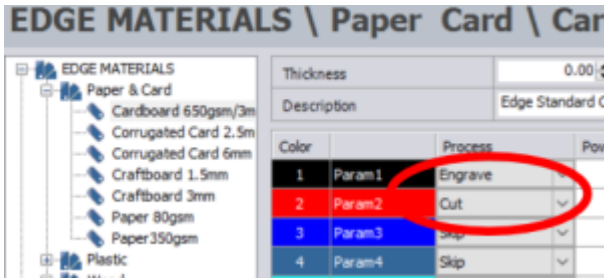 EDGE MATERIALS \ Paper Card \ Car
EDGE MATERIALS
Paper & Card
Cardboard 650gsm/3m
Corrugated Card 2.5m
Corrugated Card 6mm
Craftboard 1.5mm
Craftboard 3mm
Paper 80gsm
Paper350gsm
Plastic
Wood
Thickness 0.00
Description Edge Standard C
Color Process Pow
1 Param1 Engrave
2 Param2 Cut
3 Param3 Skip
4 Param4 Skip